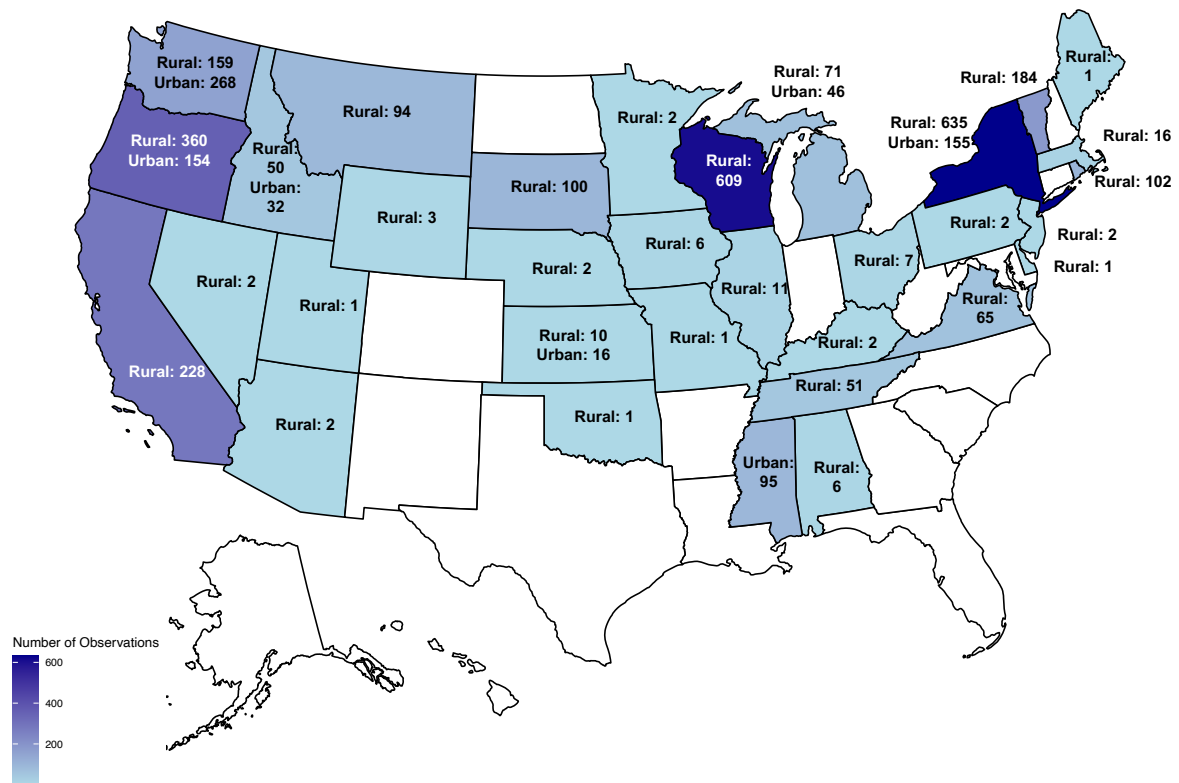 Rural: 159
Urban: 268
Rural: 360
Urban: 154
Rural:
50
Urban:
32
Rural: 94
Rural: 3
Rural: 100
Rural: 2
Rural: 2
Rural: 1
Rural: 228
Rural: 2
Rural: 2
Rural: 10
Urban: 16
Rural: 1
Rural: 2
Rural: 6
Rural: 1
Rural:
609
Rural: 11
Rural: 71
Urban: 46
Rural: 7
Rural: 2
Rural: 51
Urban:
95
Rural:
6
Rural:
65
Rural: 2
Rural: 635
Urban: 155
Rural: 184
Rural:
1
Rural: 16
Rural: 102
Rural: 2
Rural: 1
Number of Observations
600
400
200